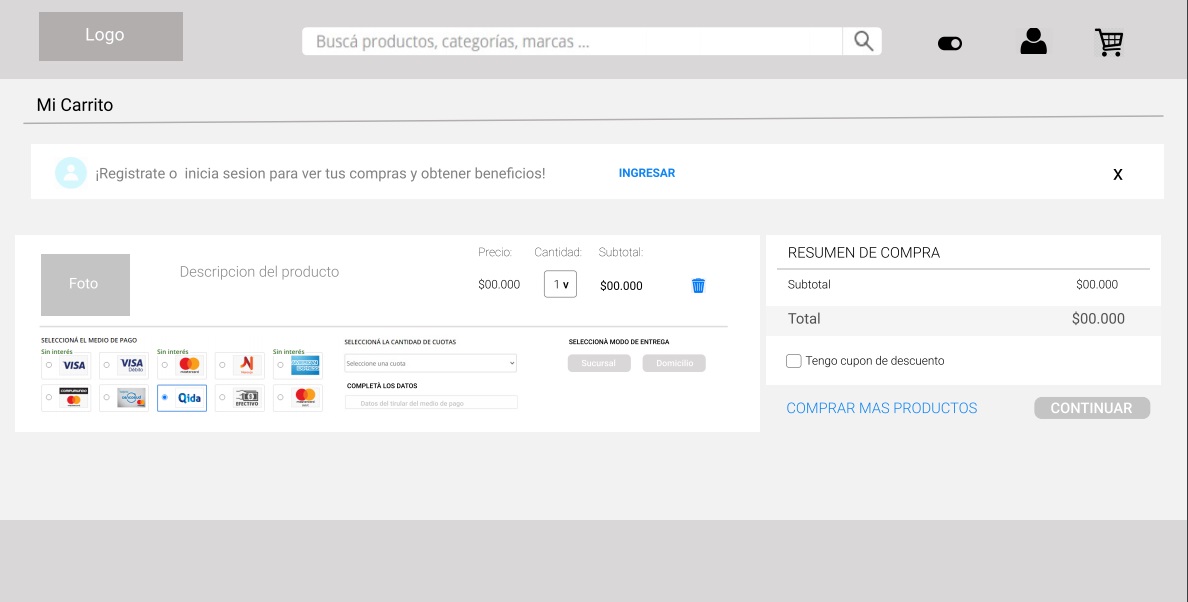 Logo
Buscá productos, categorías, marcas ...
Mi Carrito
¡Registrate o inicia sesion para ver tus compras y obtener beneficios!
INGRESAR
X
Foto
Descripcion del producto
Precio:
Cantidad:
Subtotal:
$00.000
1 v
$00.000
SELECCIONÁ EL MEDIO DE PAGO
Sin interés
Sin interés
Sin interés
VISA
VISA
Débito
Qida
EFECTIVO
SELECCIONÁ LA CANTIDAD DE CUOTAS
Seleccione una cuota
COMPLETÀ LOS DATOS
Datos del titular del medio de pago
SELECCIONÀ MODO DE ENTREGA
Sucursal
Domicilio
RESUMEN DE COMPRA
Subtotal $00.000
Total $00.000
Tengo cupon de descuento
COMPRAR MAS PRODUCTOS
CONTINUAR